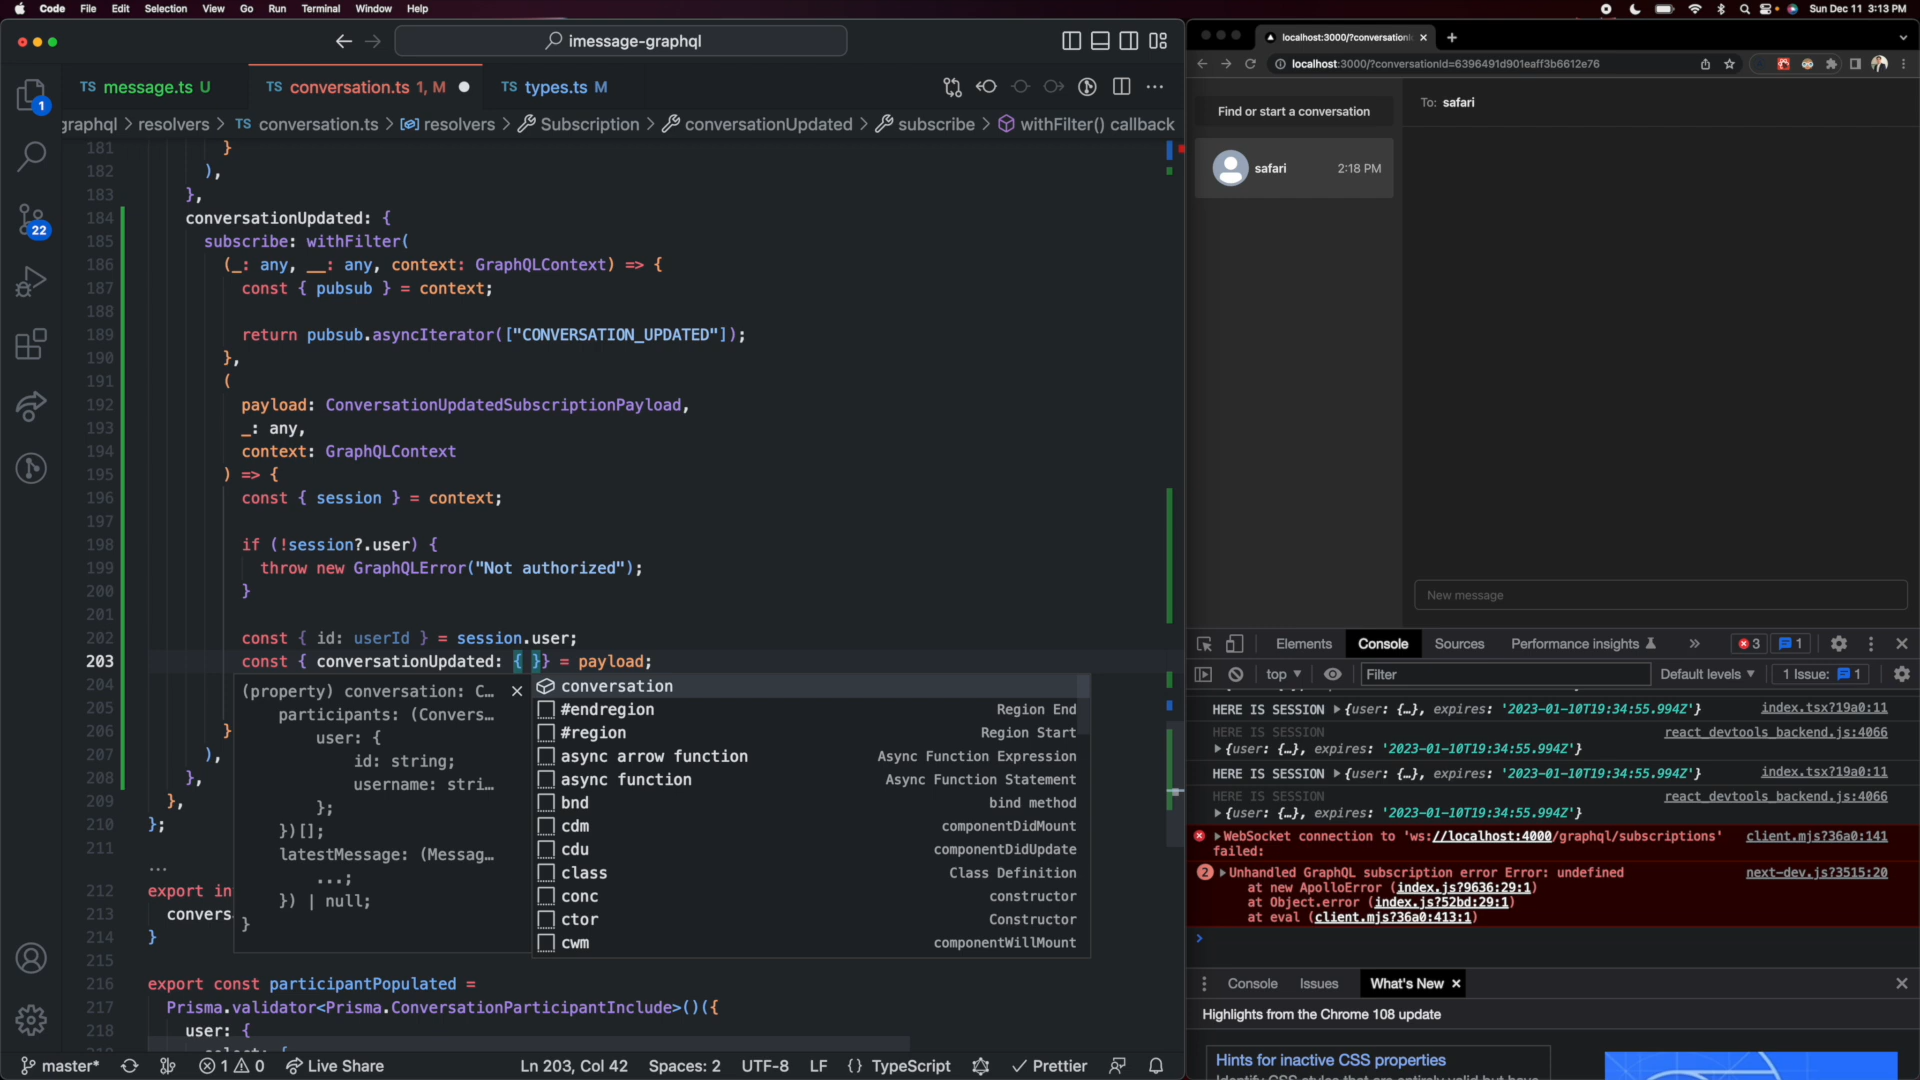 Code File Edit Selection View Go Run Terminal Window Help
Sun Dec 11 3:13 PM
imessage-graphql
TS message.ts U
TS conversation.ts 1, M
TS types.ts M
graphql > resolvers > TS conversation.ts > resolvers > Subscription > conversationUpdated > subscribe > withFilter() callback
181 }
182 ),
183 },
184 conversationUpdated: {
185 subscribe: withFilter(
186 (_: any, __: any, context: GraphQLContext) => {
187 const { pubsub } = context;
188
189 return pubsub.asyncIterator(["CONVERSATION_UPDATED"]);
190 },
191 (
192 payload: ConversationUpdatedSubscriptionPayload,
193 _: any,
194 context: GraphQLContext
195 ) => {
196 const { session } = context;
197
198 if (!session?.user) {
199 throw new GraphQLError("Not authorized");
200 }
201
202 const { id: userId } = session.user;
203 const { conversationUpdated: { }} = payload;
204
205
206 }
207 ),
208 },
209 },
210 };
211
...
212 export in
213 convers
214 }
215
216 export const participantPopulated =
217 Prisma.validator<Prisma.ConversationParticipantInclude>()({
218 user: {
(property) conversation: C…
participants: (Convers…
user: {
id: string;
username: stri…
};
})[];
latestMessage: (Messag…
...;
}) | null;
}
conversation
#endregion Region End
#region Region Start
async arrow function Async Function Expression
async function Async Function Statement
bnd bind method
cdm componentDidMount
cdu componentDidUpdate
class Class Definition
conc constructor
ctor Constructor
cwm componentWillMount
1
22
master* 1 0 Live Share Ln 203, Col 42 Spaces: 2 UTF-8 LF {} TypeScript Prettier
localhost:3000/?conversationI
localhost:3000/?conversationId=6396491d901eaff3b6612e76
Find or start a conversation
safari 2:18 PM
To: safari
New message
Elements Console Sources Performance insights 3 1
top Filter Default levels 1 Issue: 1
HERE IS SESSION {user: {…}, expires: '2023-01-10T19:34:55.994Z'} index.tsx?19a0:11
HERE IS SESSION react_devtools_backend.js:4066
{user: {…}, expires: '2023-01-10T19:34:55.994Z'}
HERE IS SESSION {user: {…}, expires: '2023-01-10T19:34:55.994Z'} index.tsx?19a0:11
HERE IS SESSION react_devtools_backend.js:4066
{user: {…}, expires: '2023-01-10T19:34:55.994Z'}
WebSocket connection to 'ws://localhost:4000/graphql/subscriptions' client.mjs?36a0:141
failed:
2 Unhandled GraphQL subscription error Error: undefined next-dev.js?3515:20
at new ApolloError (index.js?9636:29:1)
at Object.error (index.js?52bd:29:1)
at eval (client.mjs?36a0:413:1)
Console Issues What's New
Highlights from the Chrome 108 update
Hints for inactive CSS properties